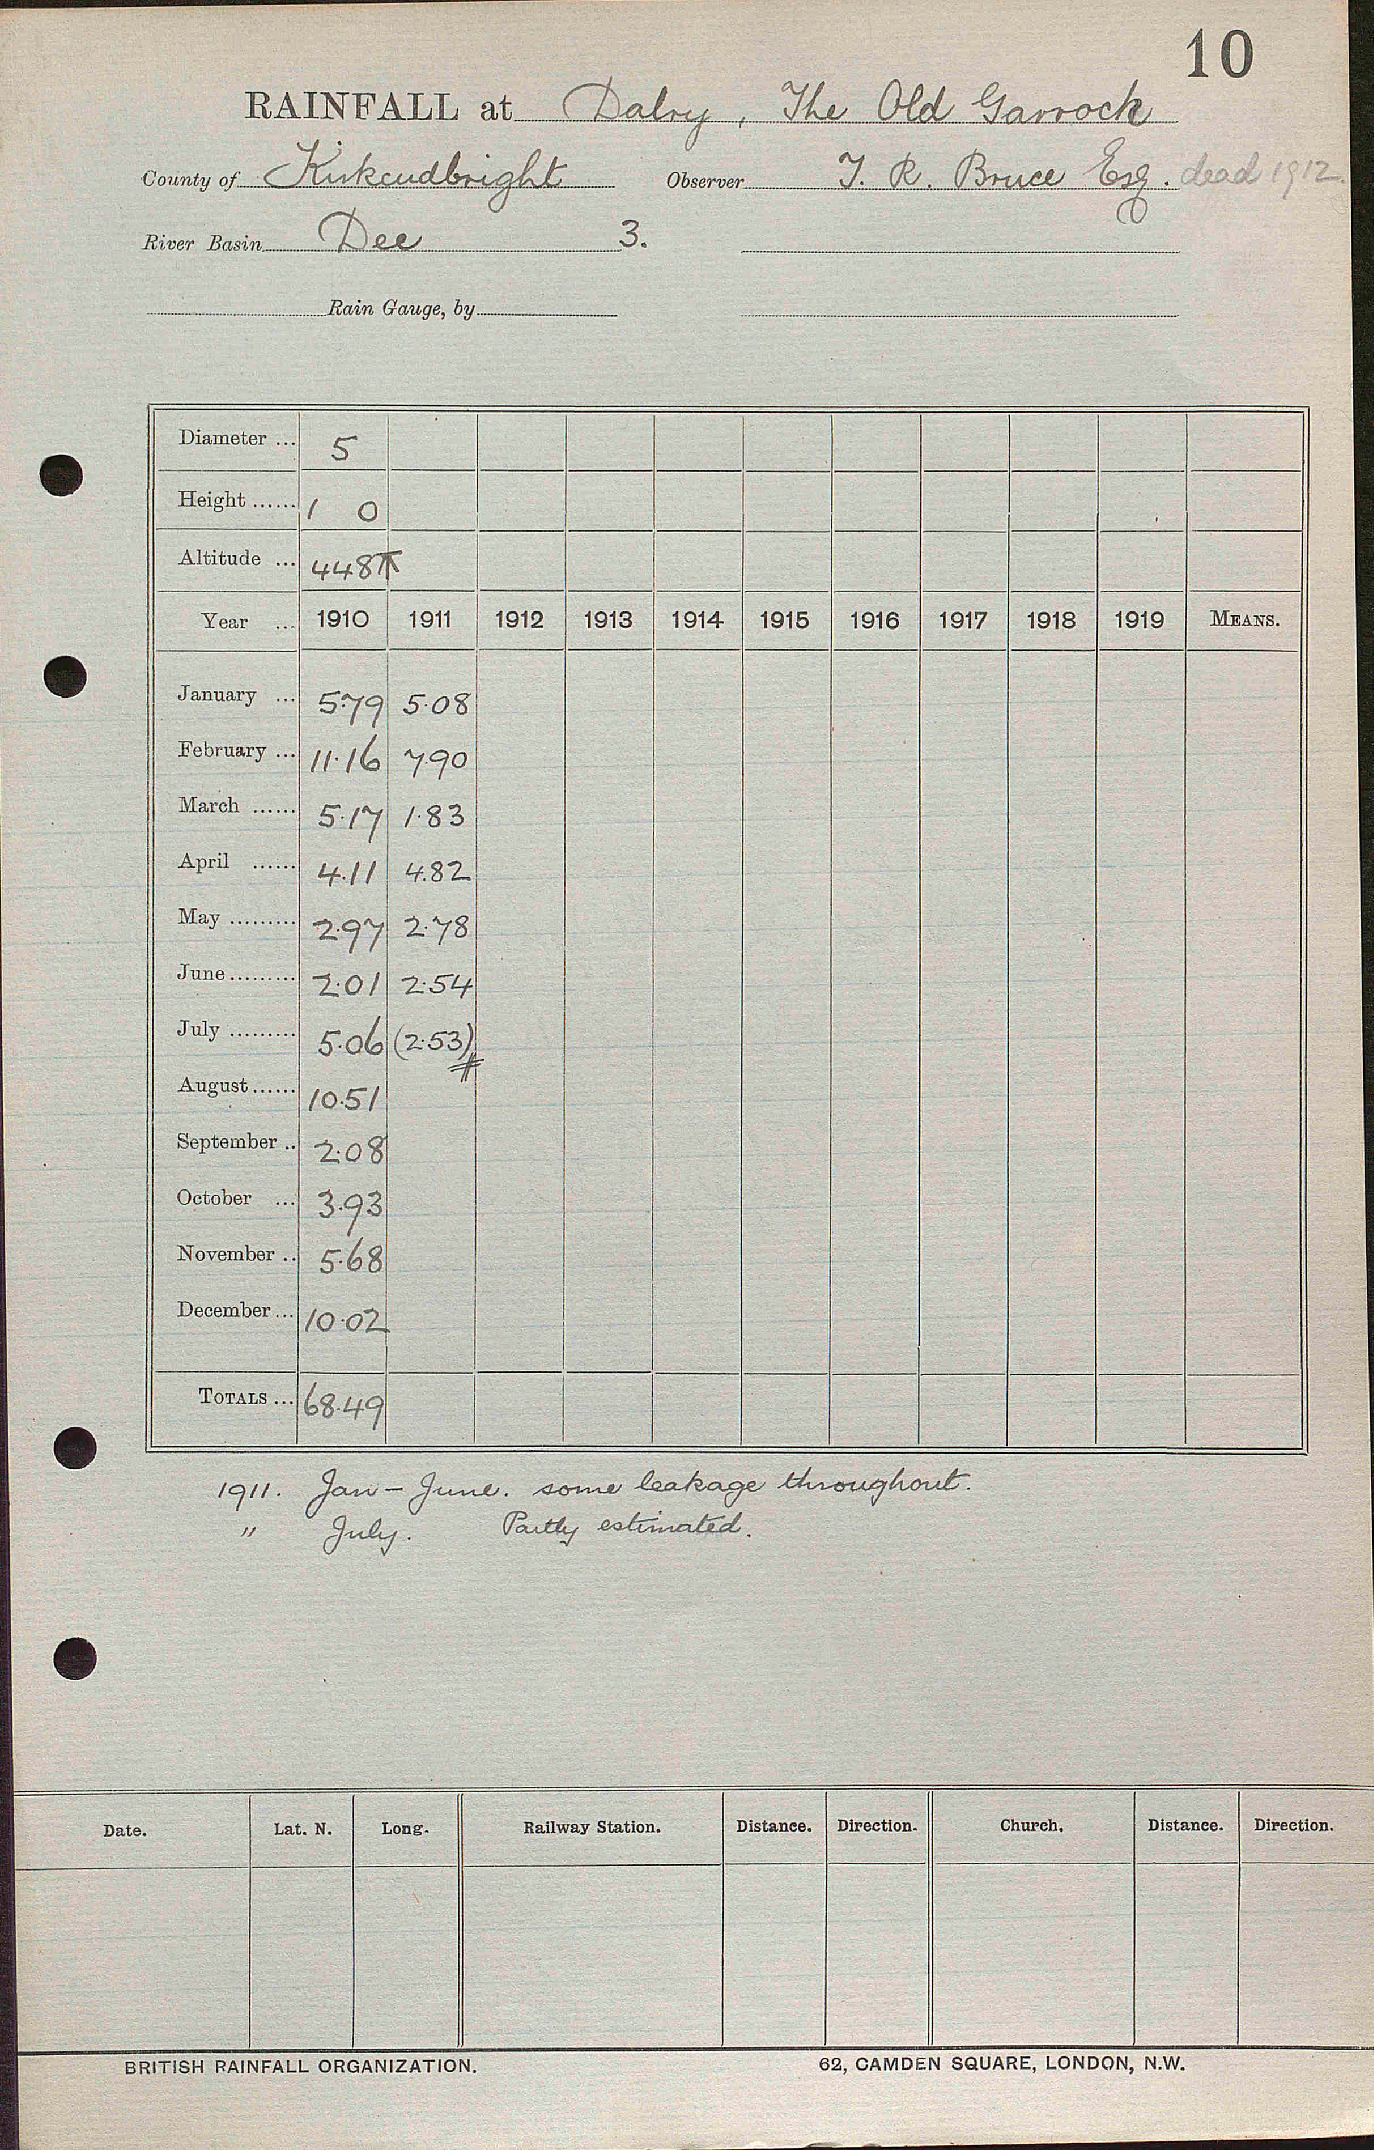 10
RAINFALL at Dalry, The Old Garroch
County of Kirkcudbright Observer T. R. Bruce Esq. dead 1912.
River Basin Dee 3.
Rain Gauge, by
Diameter ... 5
Height ...... 1 0
Altitude ... 448
Year ... 1910 1911 1912 1913 1914 1915 1916 1917 1918 1919 MEANS.
January ... 5.79 5.08
February ... 11.16 7.90
March ...... 5.17 1.83
April ...... 4.11 4.82
May ......... 2.97 2.78
June ......... 2.01 2.54
July ......... 5.06 (2.53)
August ...... 10.51
September .. 2.08
October ... 3.93
November .. 5.68
December ... 10.02
TOTALS ... 68.49
1911. Jan - June. some leakage throughout.
" July. Partly estimated.
Date. Lat. N. Long. Railway Station. Distance. Direction. Church. Distance. Direction.
BRITISH RAINFALL ORGANIZATION. 62, CAMDEN SQUARE, LONDON, N.W.